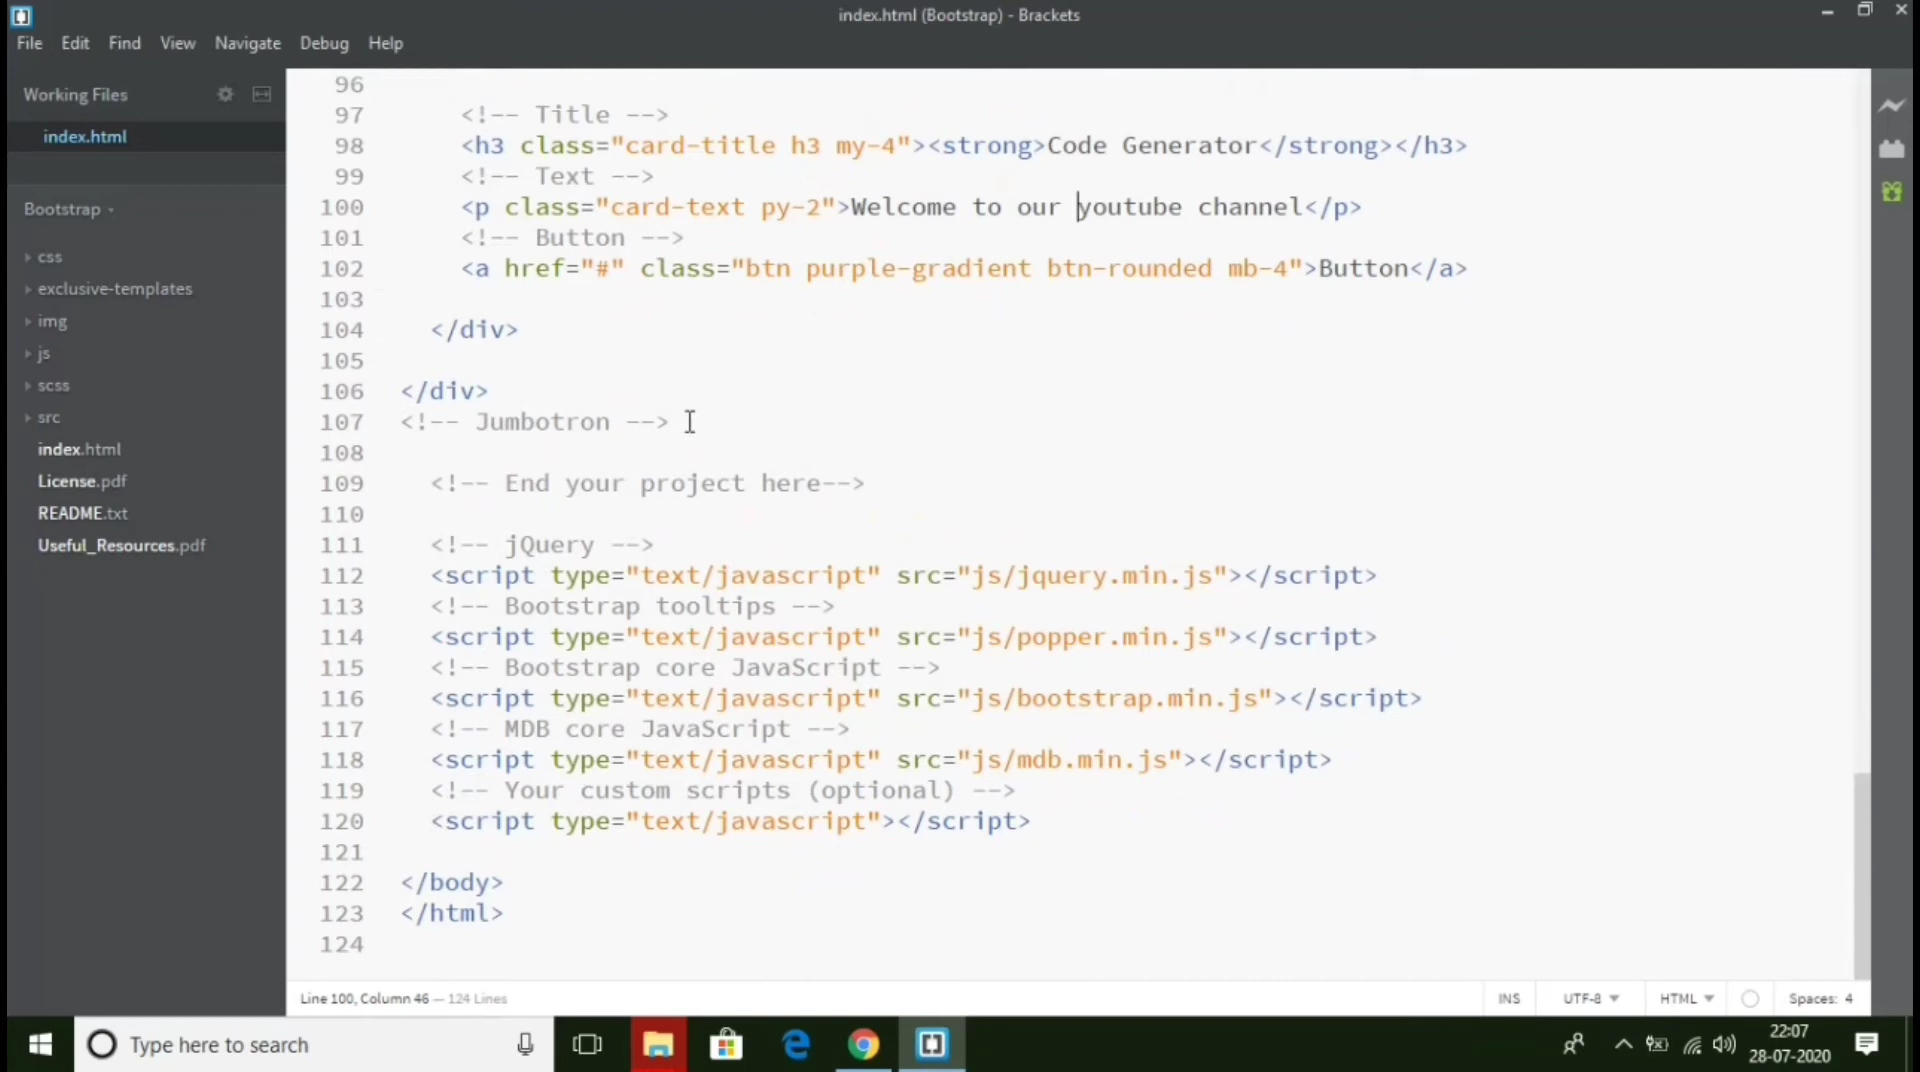 index.html (Bootstrap) - Brackets
File Edit Find View Navigate Debug Help
Working Files
index.html
Bootstrap
css
exclusive-templates
img
js
scss
src
index.html
License.pdf
README.txt
Useful_Resources.pdf
96
97 <!-- Title -->
98 <h3 class="card-title h3 my-4"><strong>Code Generator</strong></h3>
99 <!-- Text -->
100 <p class="card-text py-2">Welcome to our youtube channel</p>
101 <!-- Button -->
102 <a href="#" class="btn purple-gradient btn-rounded mb-4">Button</a>
103
104 </div>
105
106 </div>
107 <!-- Jumbotron -->
108
109 <!-- End your project here-->
110
111 <!-- jQuery -->
112 <script type="text/javascript" src="js/jquery.min.js"></script>
113 <!-- Bootstrap tooltips -->
114 <script type="text/javascript" src="js/popper.min.js"></script>
115 <!-- Bootstrap core JavaScript -->
116 <script type="text/javascript" src="js/bootstrap.min.js"></script>
117 <!-- MDB core JavaScript -->
118 <script type="text/javascript" src="js/mdb.min.js"></script>
119 <!-- Your custom scripts (optional) -->
120 <script type="text/javascript"></script>
121
122 </body>
123 </html>
124
Line 100, Column 46 — 124 Lines INS UTF-8 HTML Spaces: 4
Type here to search
22:07
28-07-2020